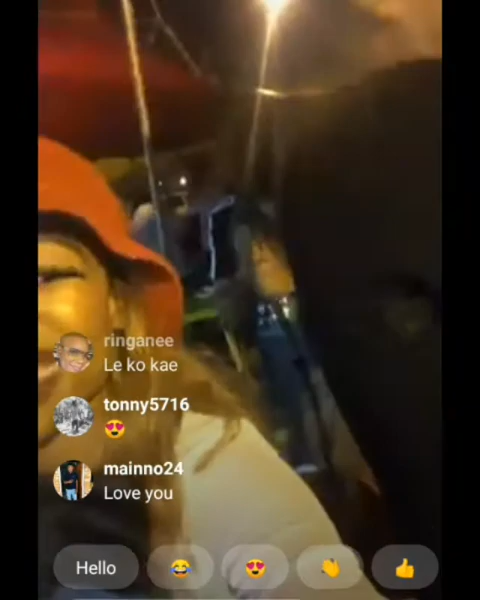 ringanee
Le ko kae
tonny5716
😍
mainno24
Love you
Hello 😂 😍 👏 👍